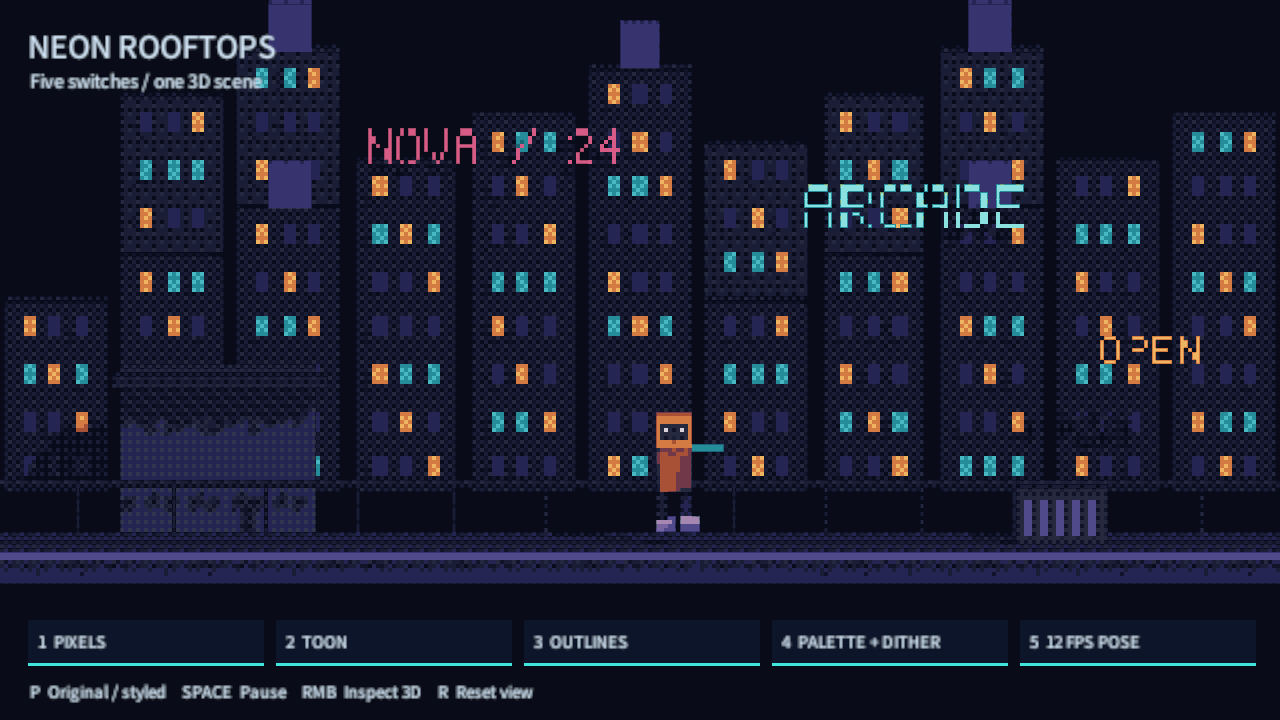 NEON ROOFTOPS
Five switches / one 3D scene
NOVA / 24
ARCADE
OPEN
1 PIXELS
2 TOON
3 OUTLINES
4 PALETTE + DITHER
5 12 FPS POSE
P Original / styled SPACE Pause RMB Inspect 3D R Reset view